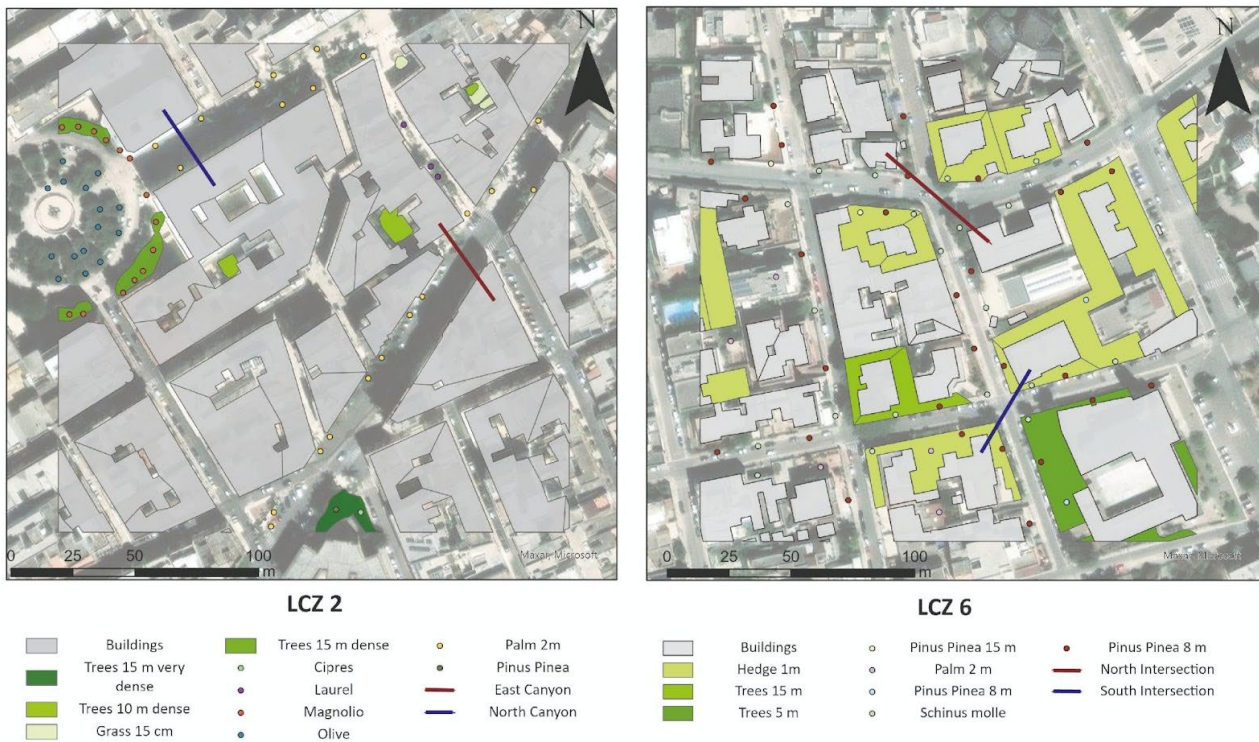 N
0 25 50 100
m
Maxar, Microsoft
LCZ 2
Buildings
Trees 15 m very
dense
Trees 10 m dense
Grass 15 cm
Trees 15 m dense
Cipres
Laurel
Magnolio
Olive
Palm 2m
Pinus Pinea
East Canyon
North Canyon
N
0 25 50 100
m
Maxar, Microsoft
LCZ 6
Buildings
Hedge 1m
Trees 15 m
Trees 5 m
Pinus Pinea 15 m
Palm 2 m
Pinus Pinea 8 m
Schinus molle
Pinus Pinea 8 m
North Intersection
South Intersection